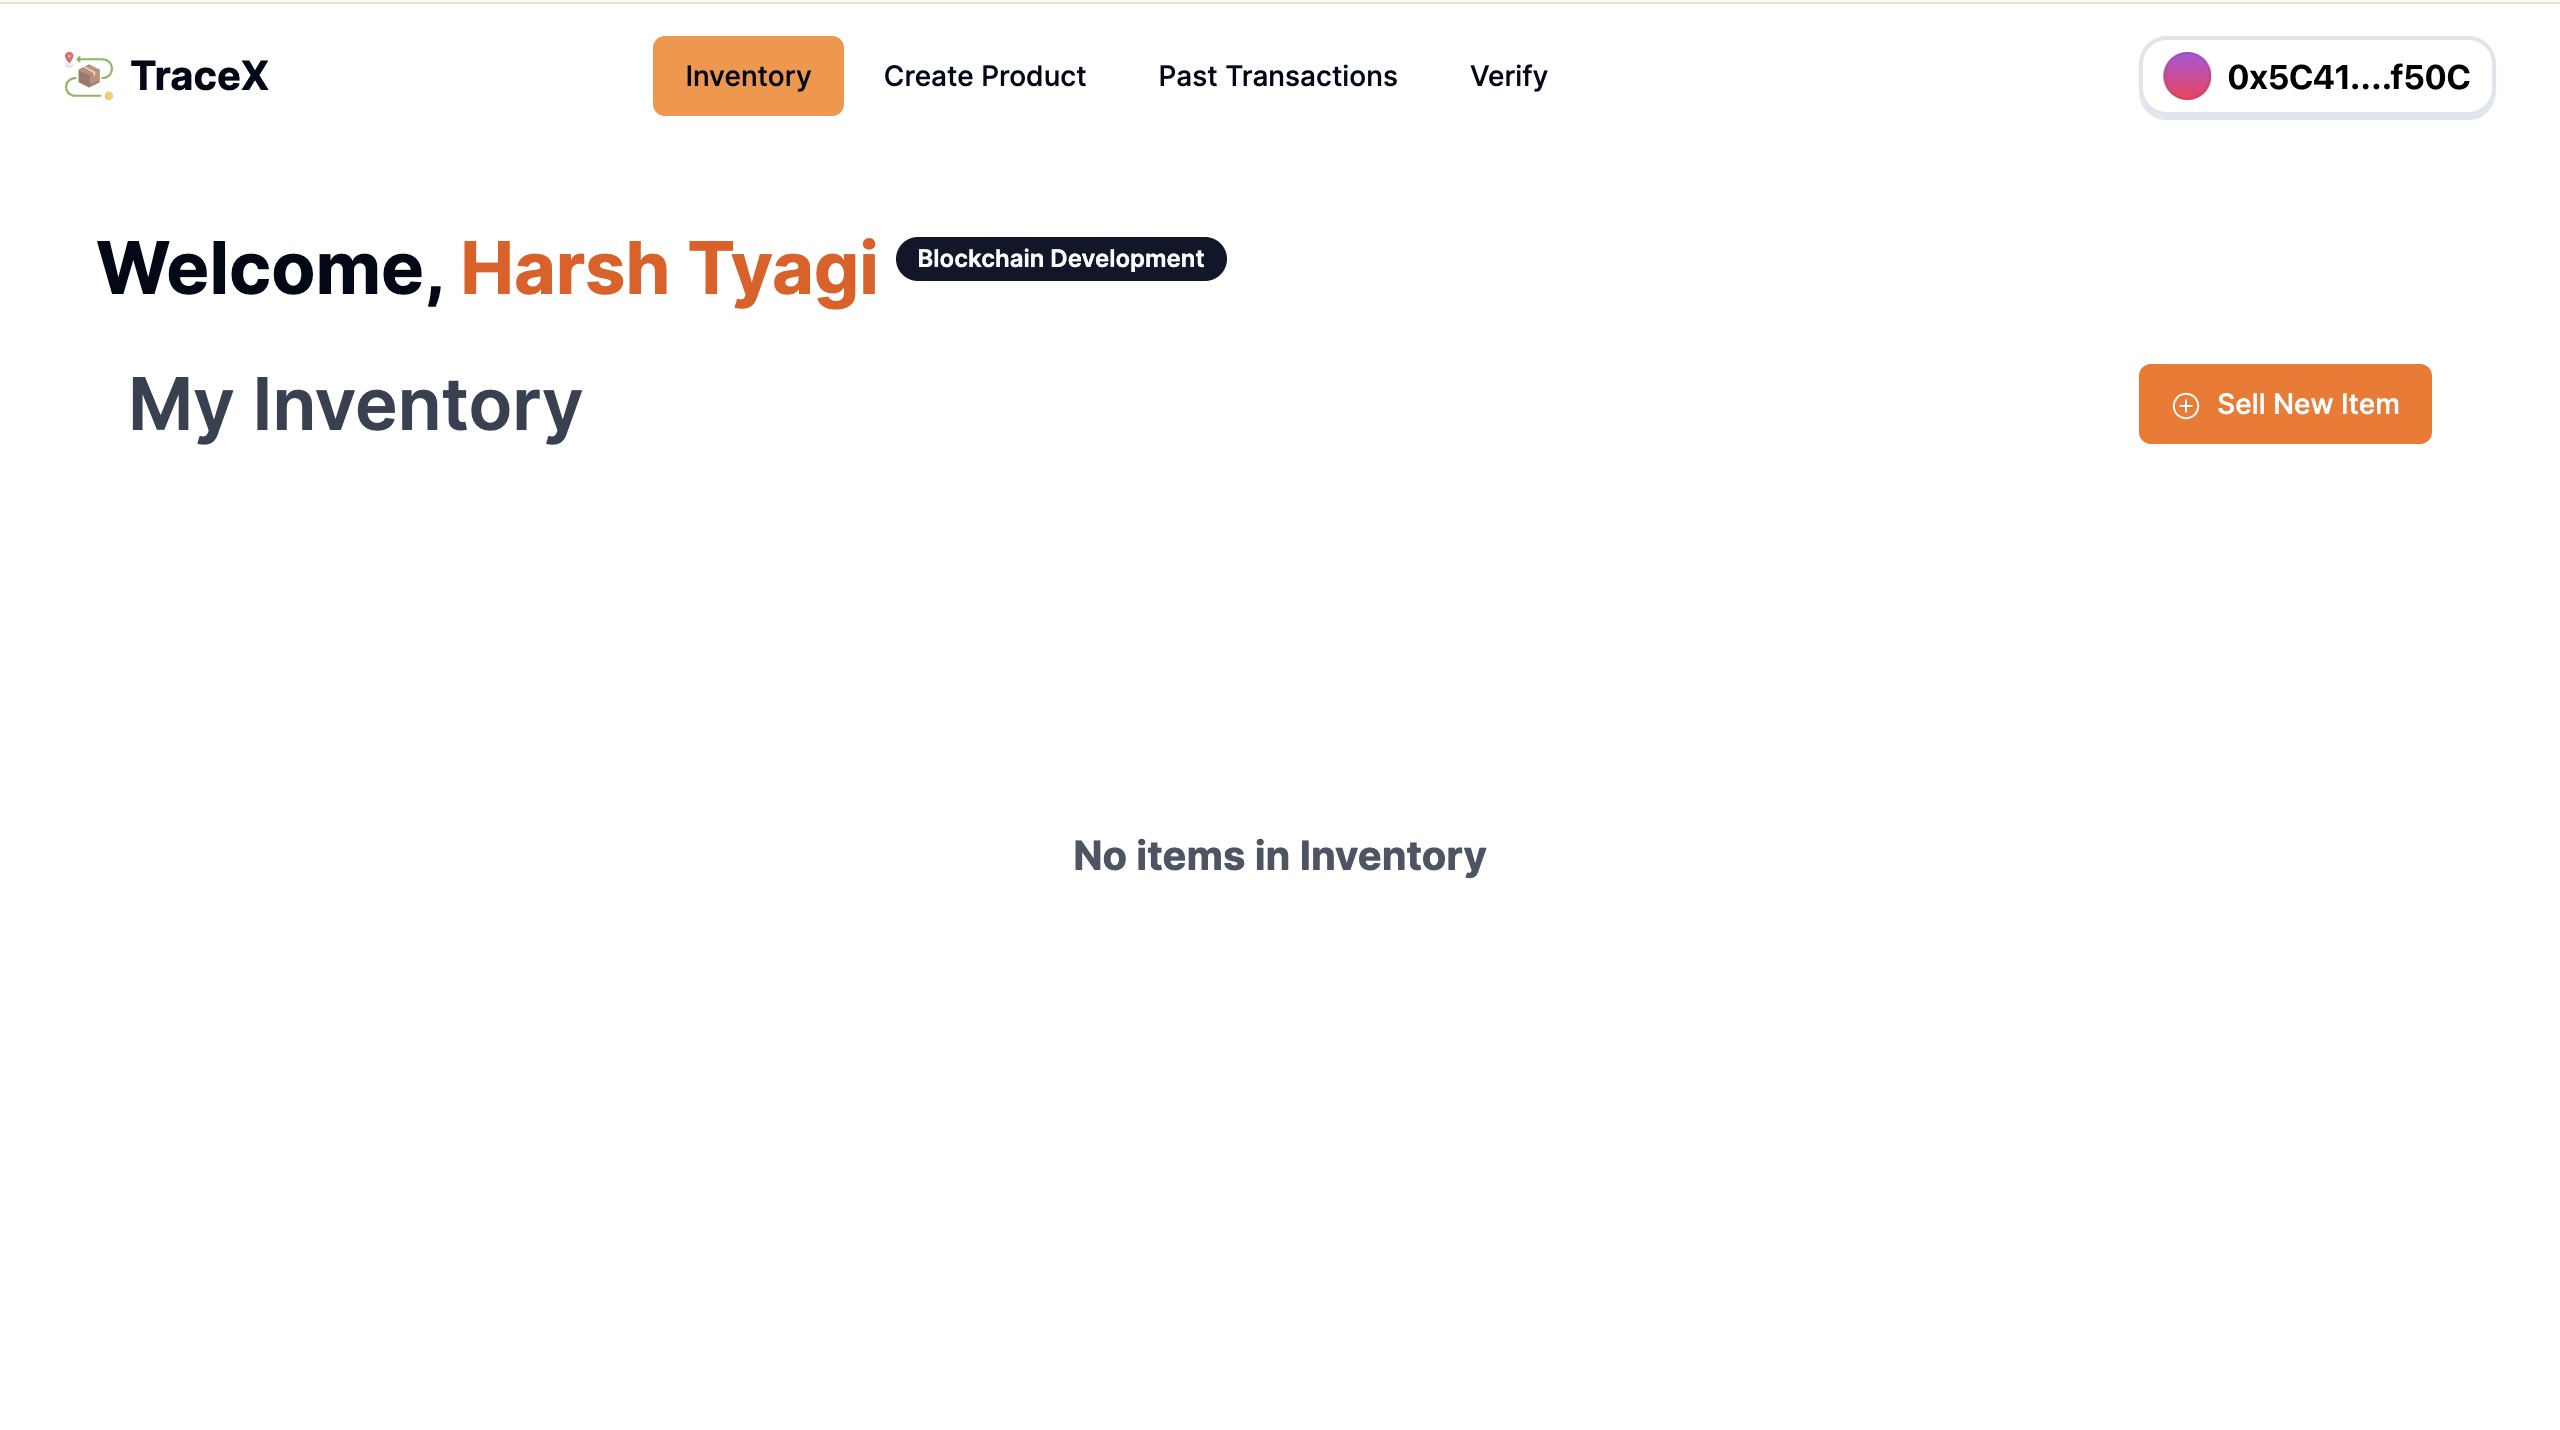 TraceX
Inventory
Create Product
Past Transactions
Verify
0x5C41....f50C
Welcome, Harsh Tyagi
Blockchain Development
My Inventory
Sell New Item
No items in Inventory